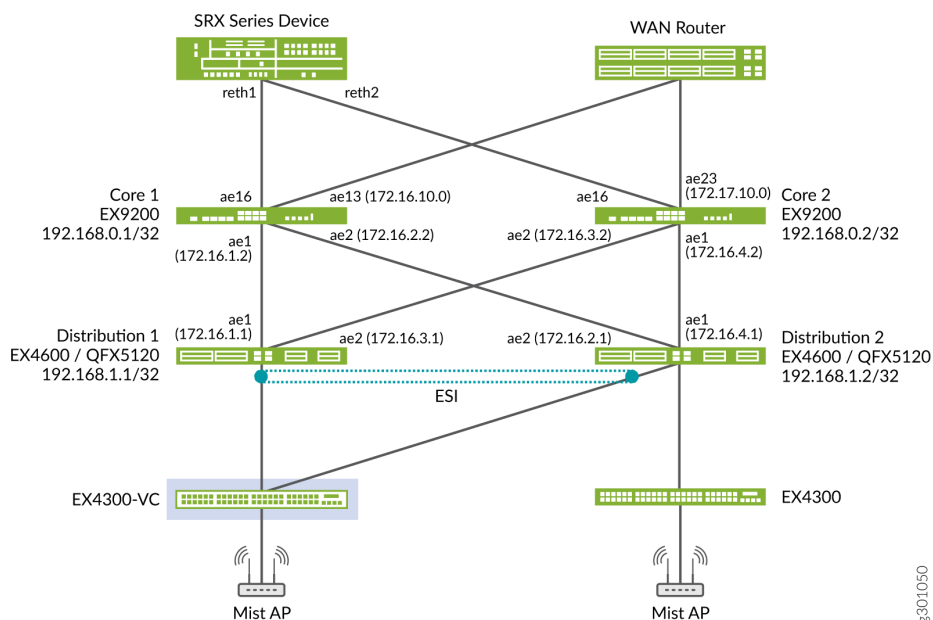 SRX Series Device
WAN Router
reth1
reth2
Core 1
EX9200
192.168.0.1/32
ae16
ae13 (172.16.10.0)
ae16
ae23
(172.17.10.0)
Core 2
EX9200
192.168.0.2/32
ae1
(172.16.1.2)
ae2 (172.16.2.2)
ae2 (172.16.3.2)
ae1
(172.16.4.2)
Distribution 1
EX4600 / QFX5120
192.168.1.1/32
ae1
(172.16.1.1)
ae2 (172.16.3.1)
ae2 (172.16.2.1)
ae1
(172.16.4.1)
Distribution 2
EX4600 / QFX5120
192.168.1.2/32
ESI
EX4300-VC
EX4300
Mist AP
Mist AP
g301050